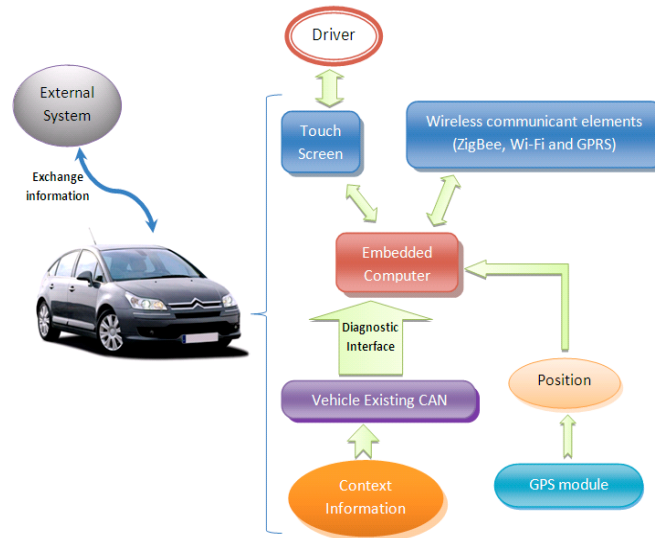 Driver
External
System
Touch
Screen
Wireless communicant elements
(ZigBee, Wi-Fi and GPRS)
Exchange
information
Embedded
Computer
Diagnostic
Interface
Position
Vehicle Existing CAN
Context
Information
GPS module